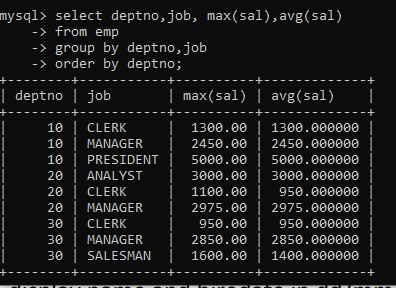 mysql> select deptno,job, max(sal),avg(sal)
    -> from emp
    -> group by deptno,job
    -> order by deptno;
+--------+-----------+----------+-------------+
| deptno | job       | max(sal) | avg(sal)    |
+--------+-----------+----------+-------------+
|     10 | CLERK     |  1300.00 | 1300.000000 |
|     10 | MANAGER   |  2450.00 | 2450.000000 |
|     10 | PRESIDENT |  5000.00 | 5000.000000 |
|     20 | ANALYST   |  3000.00 | 3000.000000 |
|     20 | CLERK     |  1100.00 |  950.000000 |
|     20 | MANAGER   |  2975.00 | 2975.000000 |
|     30 | CLERK     |   950.00 |  950.000000 |
|     30 | MANAGER   |  2850.00 | 2850.000000 |
|     30 | SALESMAN  |  1600.00 | 1400.000000 |
+--------+-----------+----------+-------------+